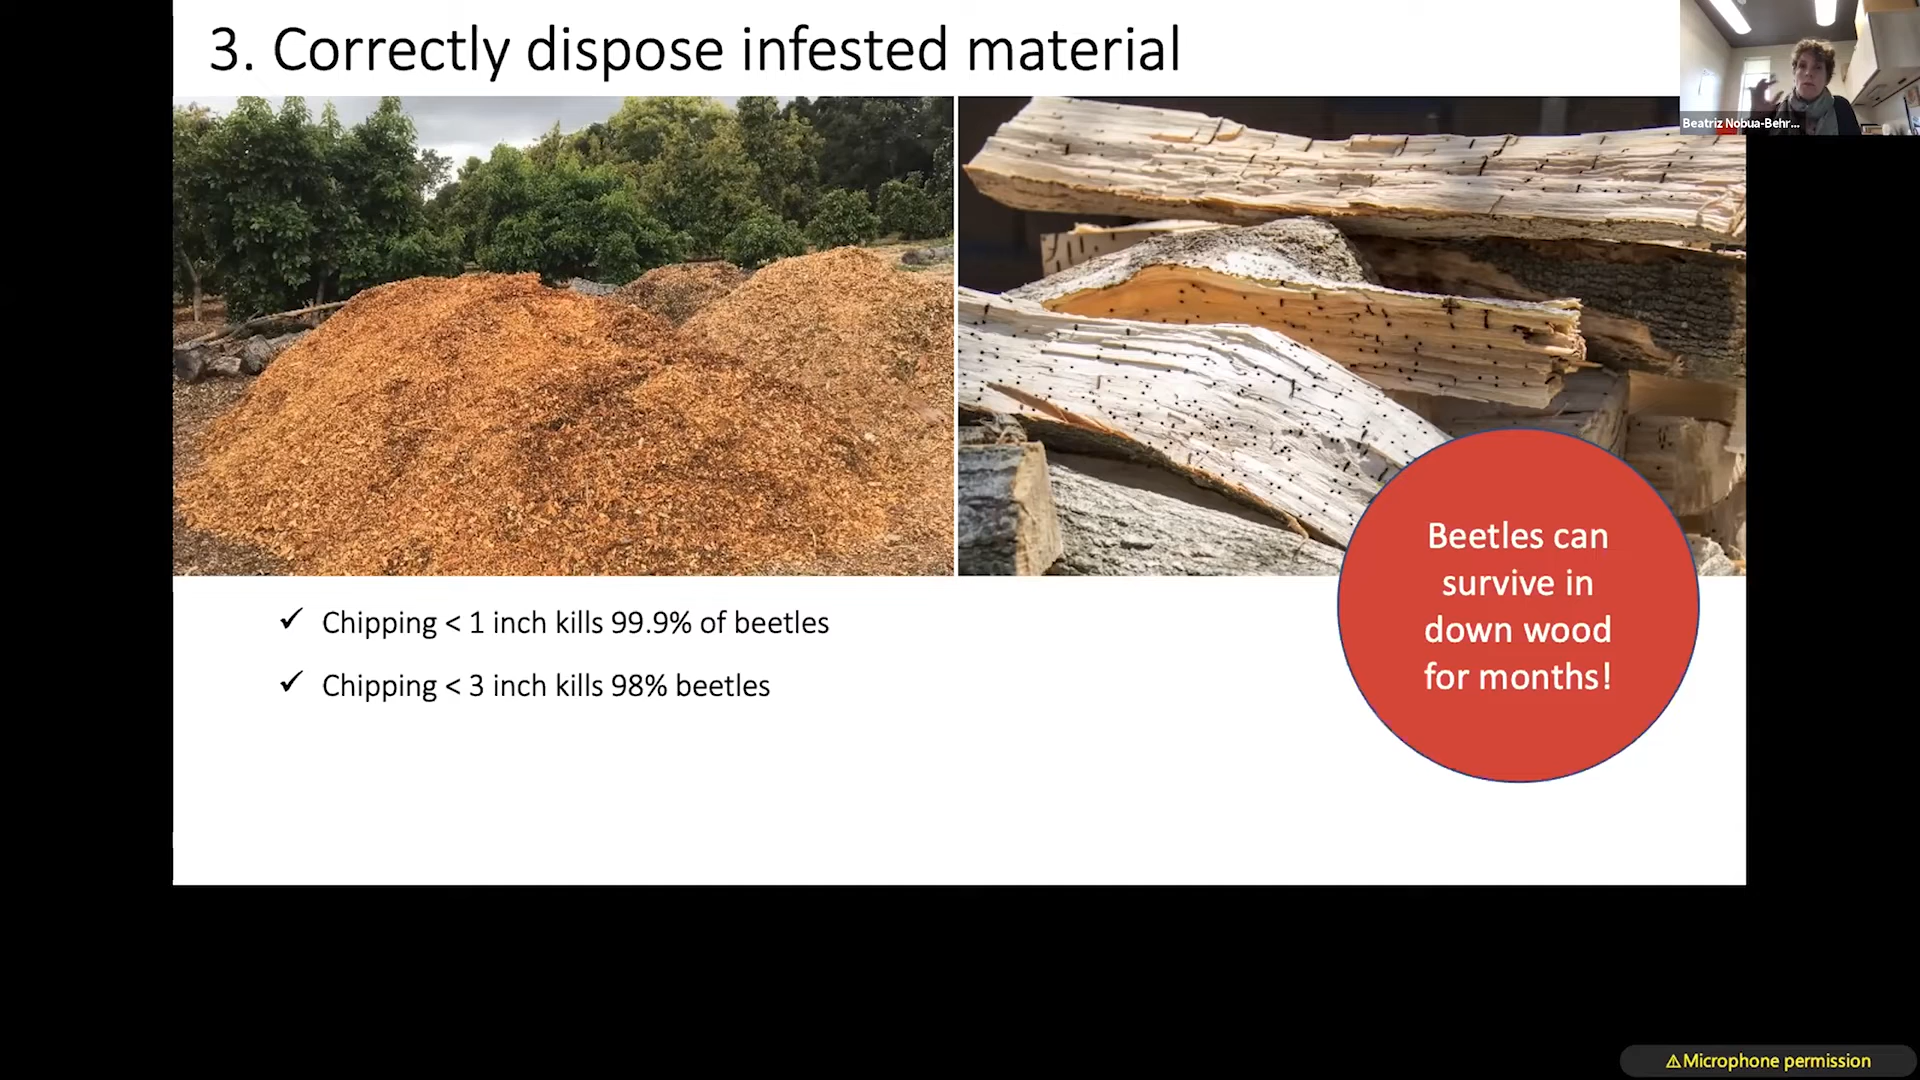 3. Correctly dispose infested material
Beatriz Nobua-Behr...
Beetles can
survive in
down wood
for months!
✓ Chipping < 1 inch kills 99.9% of beetles
✓ Chipping < 3 inch kills 98% beetles
⚠Microphone permission